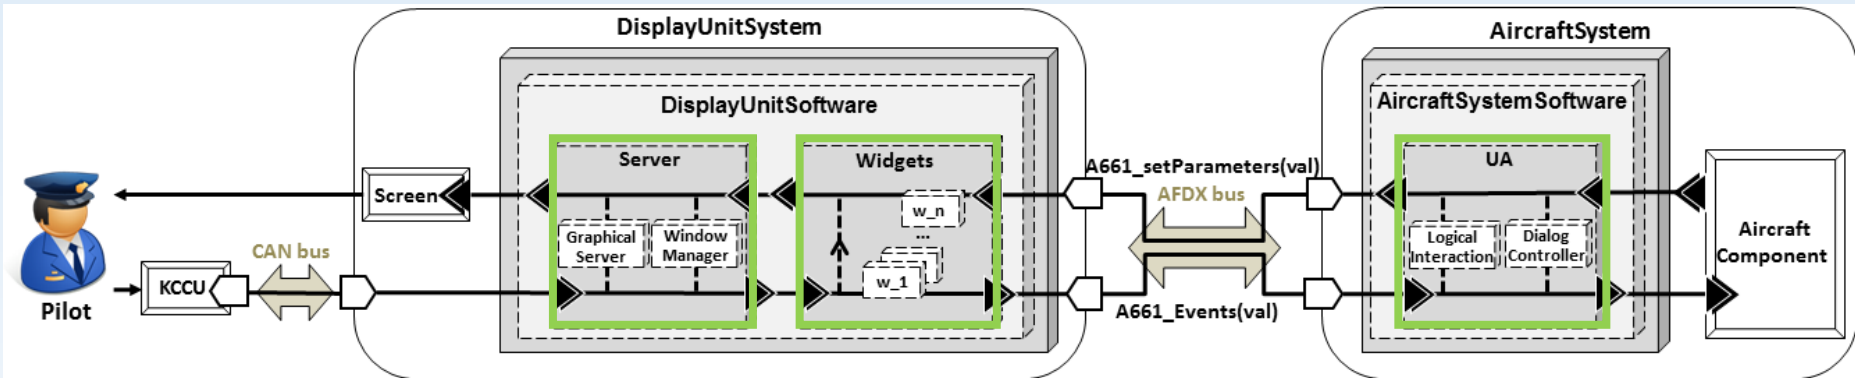 DisplayUnitSystem
AircraftSystem
DisplayUnitSoftware
AircraftSystemSoftware
Server
Widgets
UA
A661_setParameters(val)
AFDX bus
Screen
w_n
...
w_1
Graphical
Server
Window
Manager
Logical
Interaction
Dialog
Controller
Aircraft
Component
CAN bus
KCCU
Pilot
A661_Events(val)